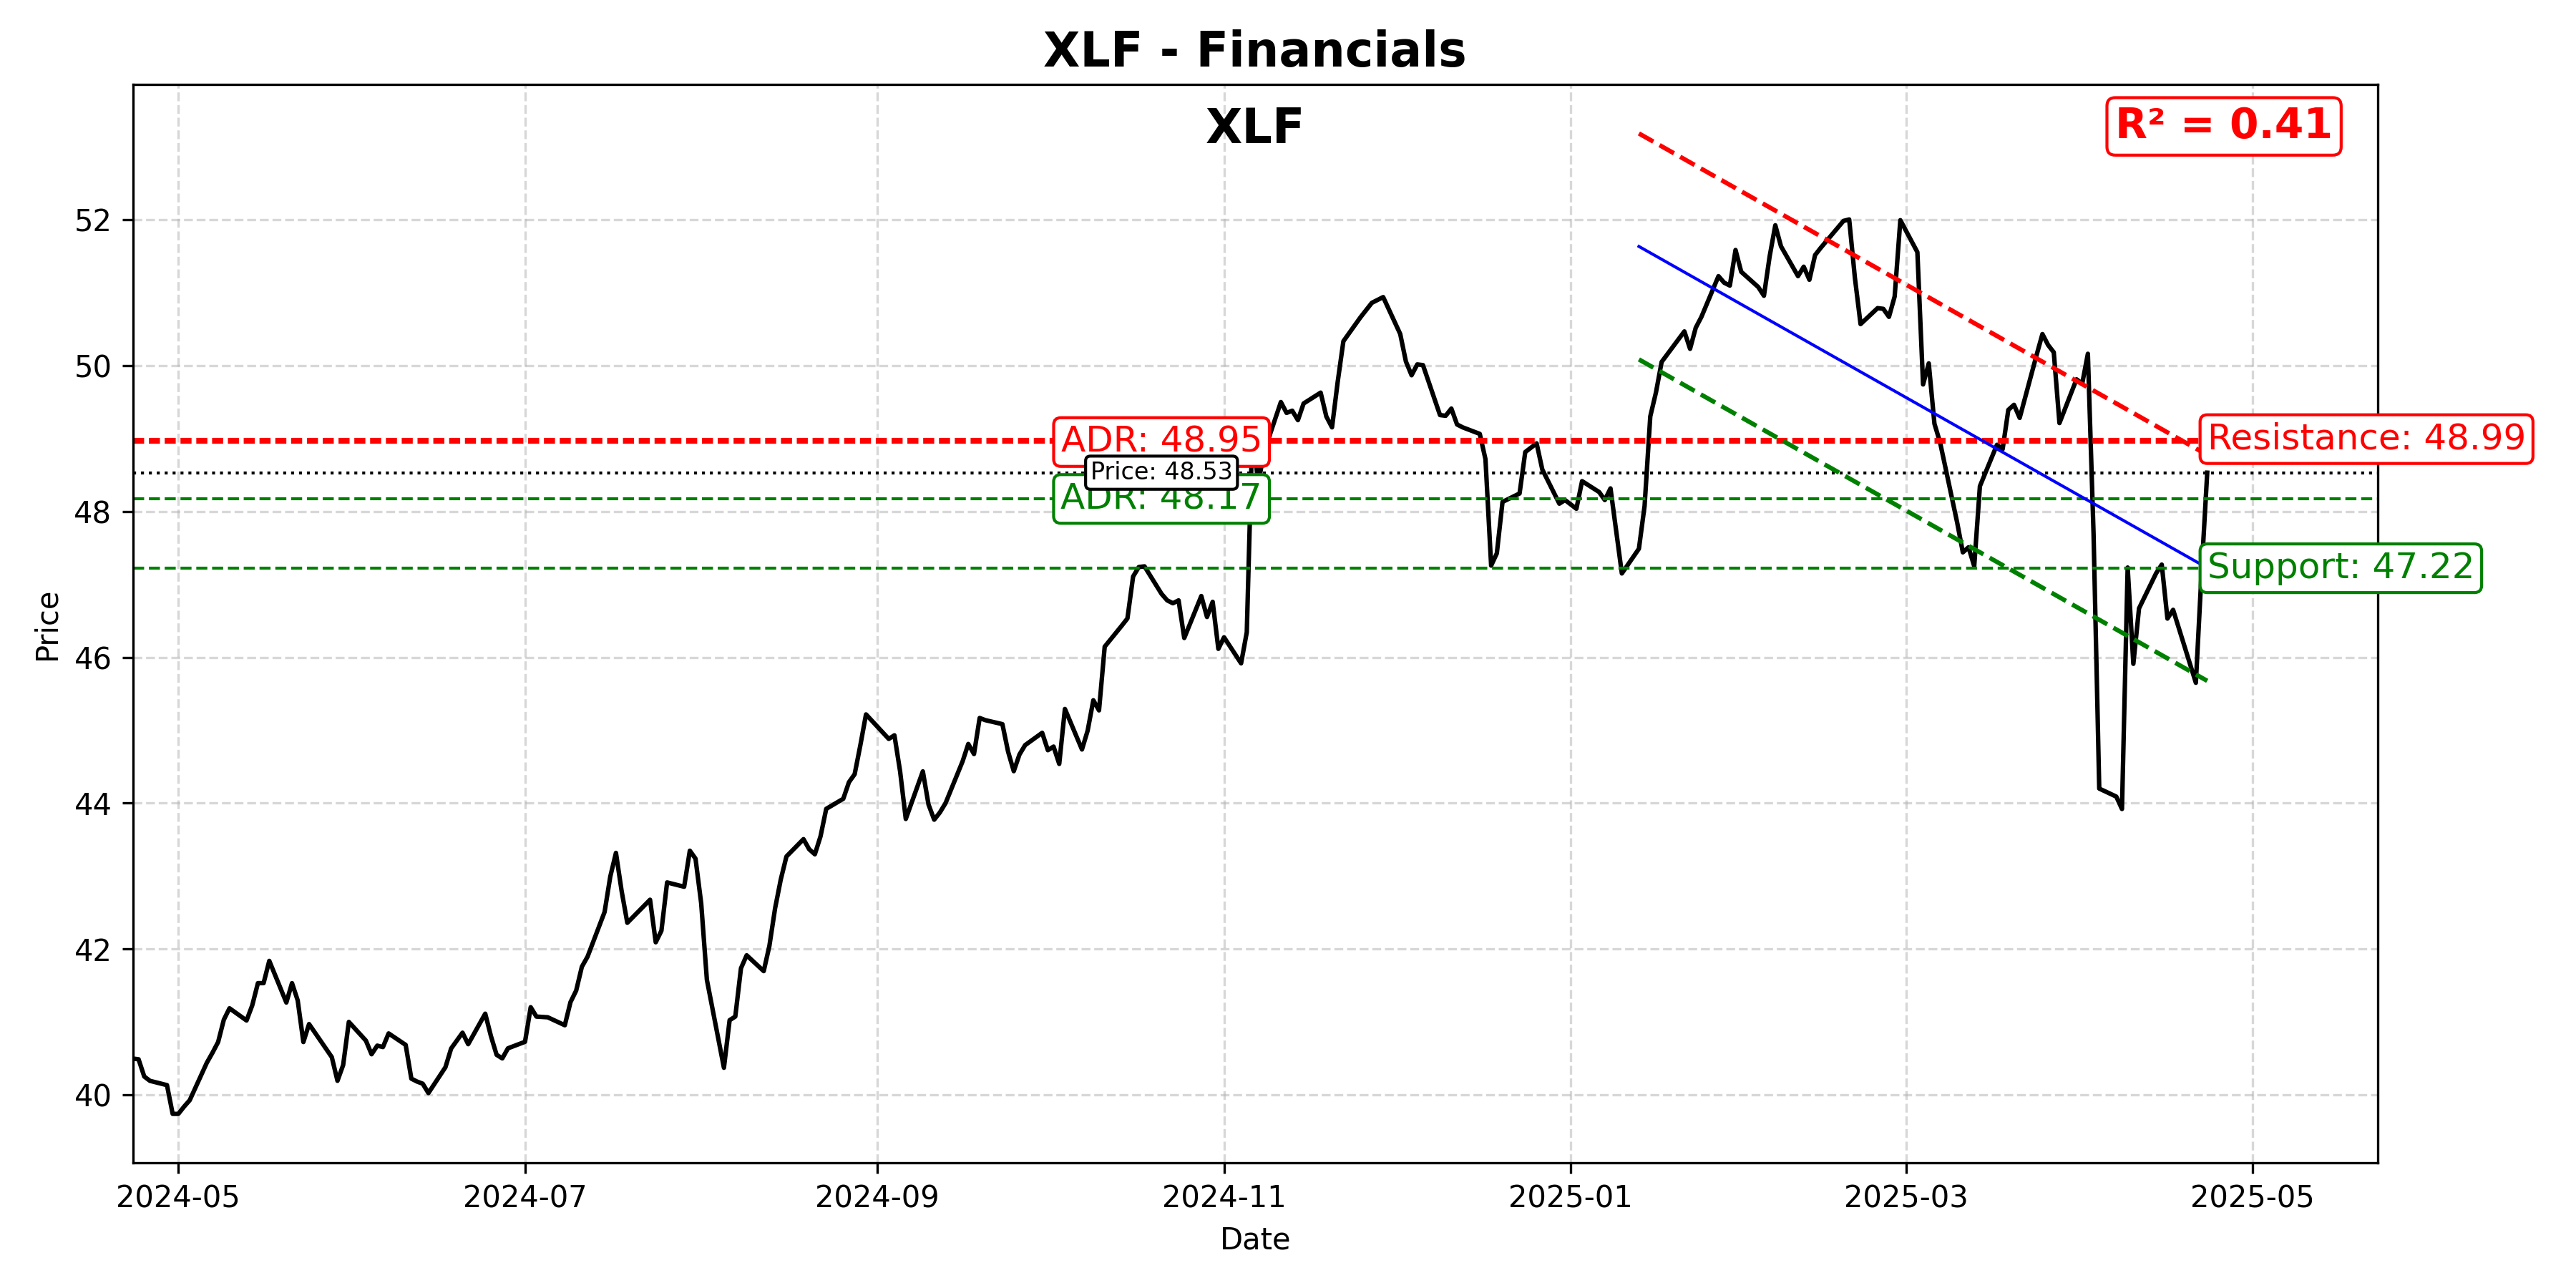 XLF - Financials
XLF
R² = 0.41
52
50
48
46
44
42
40
Price
ADR: 48.95
Price: 48.53
ADR: 48.17
Resistance: 48.99
Support: 47.22
2024-05
2024-07
2024-09
2024-11
2025-01
2025-03
2025-05
Date